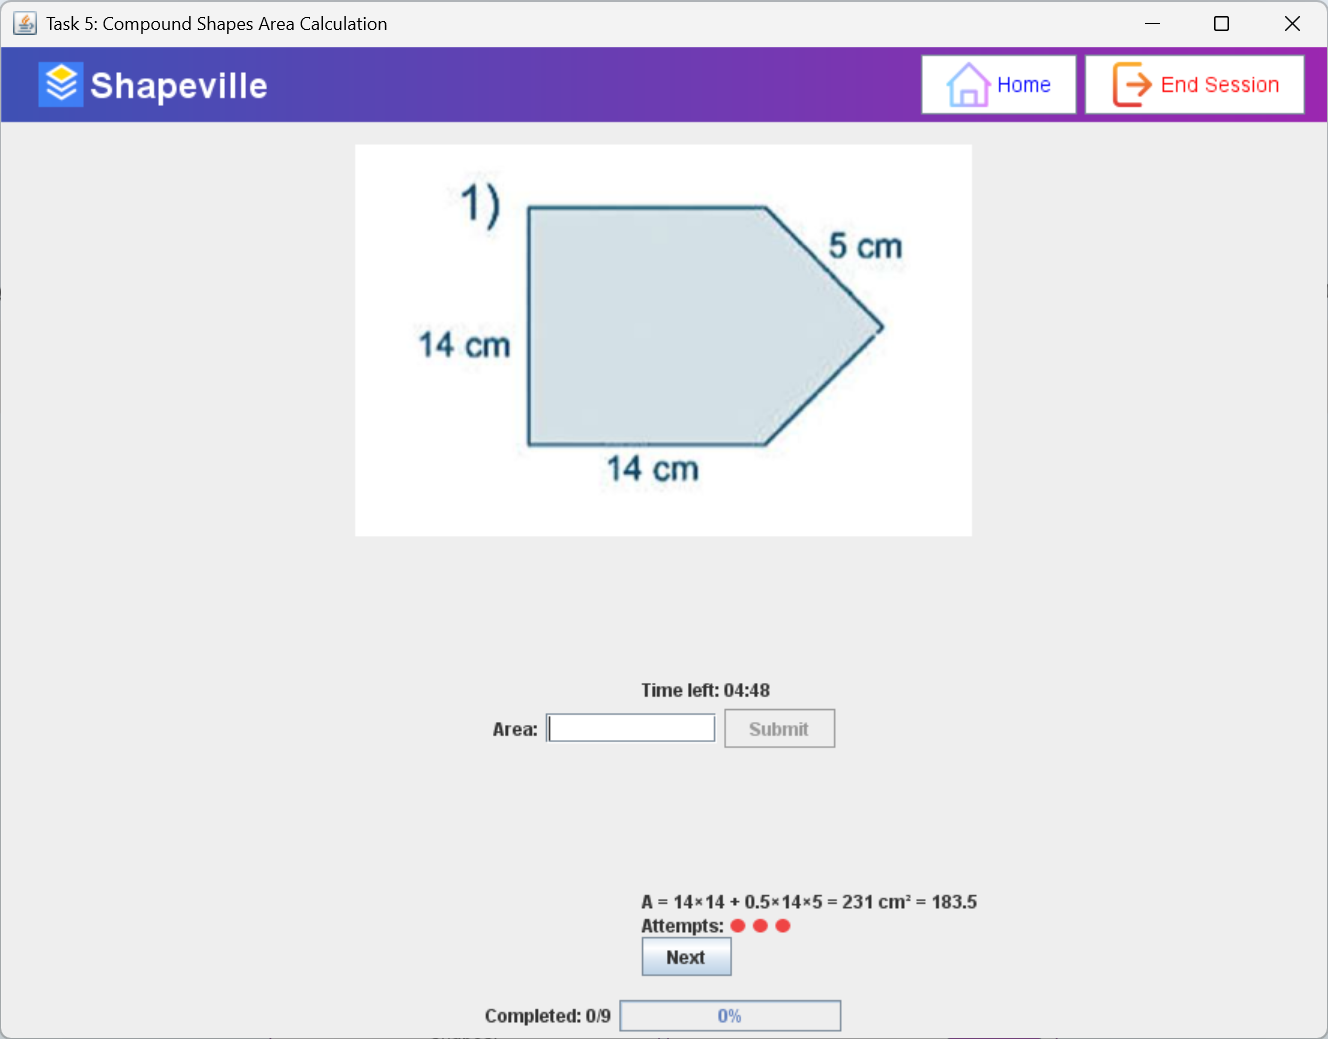 Task 5: Compound Shapes Area Calculation
Shapeville
Home
End Session
1)
5 cm
14 cm
14 cm
Time left: 04:48
Area:
Submit
A = 14×14 + 0.5×14×5 = 231 cm² = 183.5
Attempts:
Next
Completed: 0/9
0%